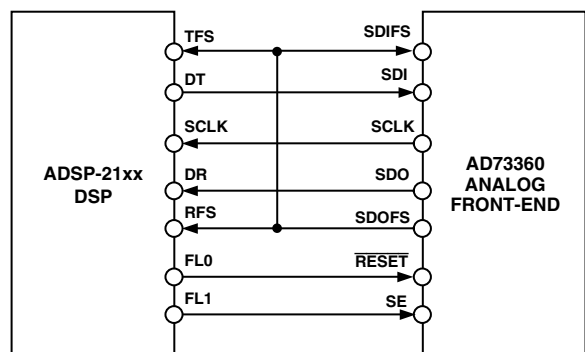 TFS SDIFS
DT SDI
SCLK SCLK
ADSP-21xx
DSP
DR SDO
AD73360
ANALOG
FRONT-END
RFS SDOFS
FL0 RESET
FL1 SE